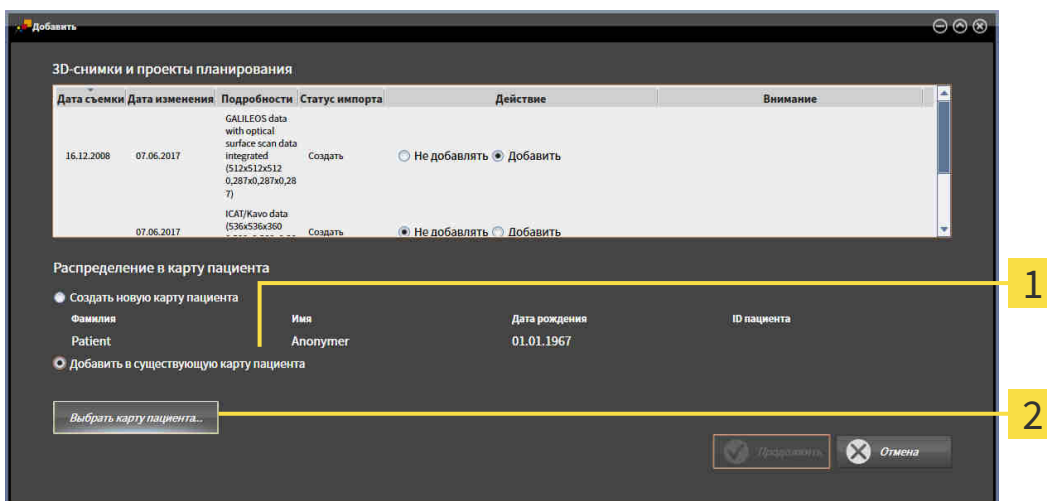 Добавить
3D-снимки и проекты планирования
Дата съемки Дата изменения Подробности Статус импорта Действие Внимание
GALILEOS data
with optical
surface scan data
16.12.2008 07.06.2017 integrated Создать Не добавлять Добавить
(512x512x512
0,287x0,287x0,28
7)
ICAT/Kavo data
(536x536x360
07.06.2017 Создать Не добавлять Добавить
Распределение в карту пациента
1
Создать новую карту пациента
Фамилия Имя Дата рождения ID пациента
Patient Anonymer 01.01.1967
Добавить в существующую карту пациента
Выбрать карту пациента... 2
Продолжить Отмена